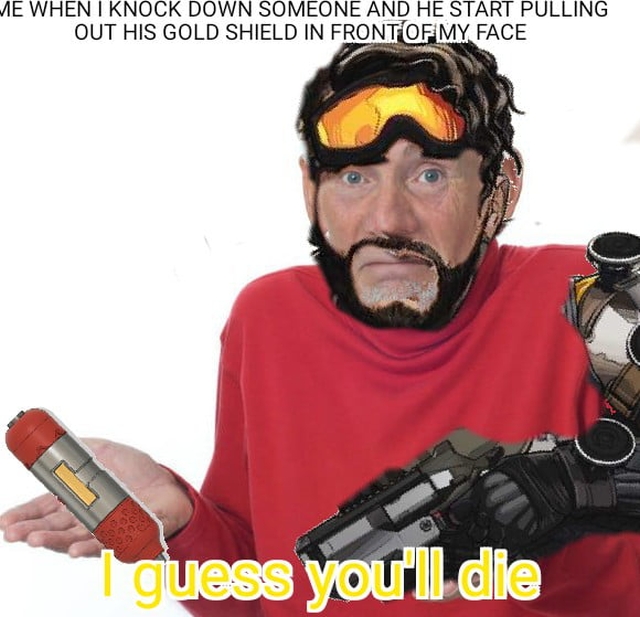 ME WHEN I KNOCK DOWN SOMEONE AND HE START PULLING
OUT HIS GOLD SHIELD IN FRONT OF MY FACE
I guess you'll die